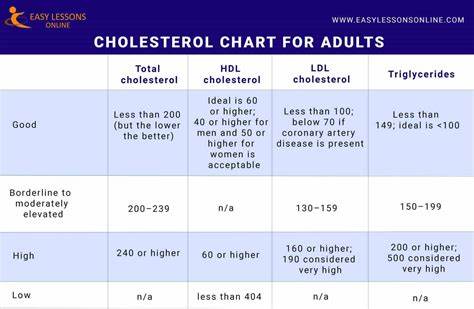 EASY LESSONS
ONLINE
WWW.EASYLESSONSONLINE.COM
CHOLESTEROL CHART FOR ADULTS
Total
cholesterol
HDL
cholesterol
LDL
cholesterol
Triglycerides
Good
Less than 200
(but the lower
the better)
Ideal is 60
or higher;
40 or higher for
men and 50 or
higher for
women is
acceptable
Less than 100;
below 70 if
coronary artery
disease is present
Less than
149; ideal is <100
Borderline to
moderately
elevated
200–239
n/a
130–159
150–199
High
240 or higher
60 or higher;
160 or higher;
190 considered
very high
200 or higher;
500 considered
very high
Low
n/a
less than 404
n/a
n/a